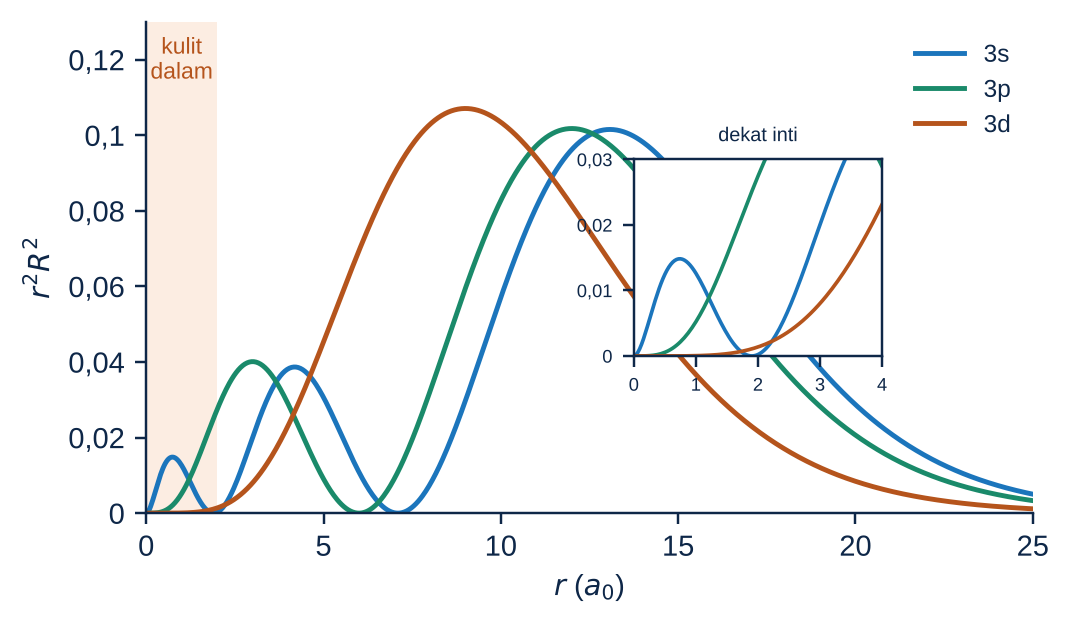 kulit
dalam
3s
3p
3d
dekat inti
0,12
0,1
0,08
0,06
0,04
0,02
0
r²R²
0,03
0,02
0,01
0
0 1 2 3 4
0 5 10 15 20 25
r (a₀)